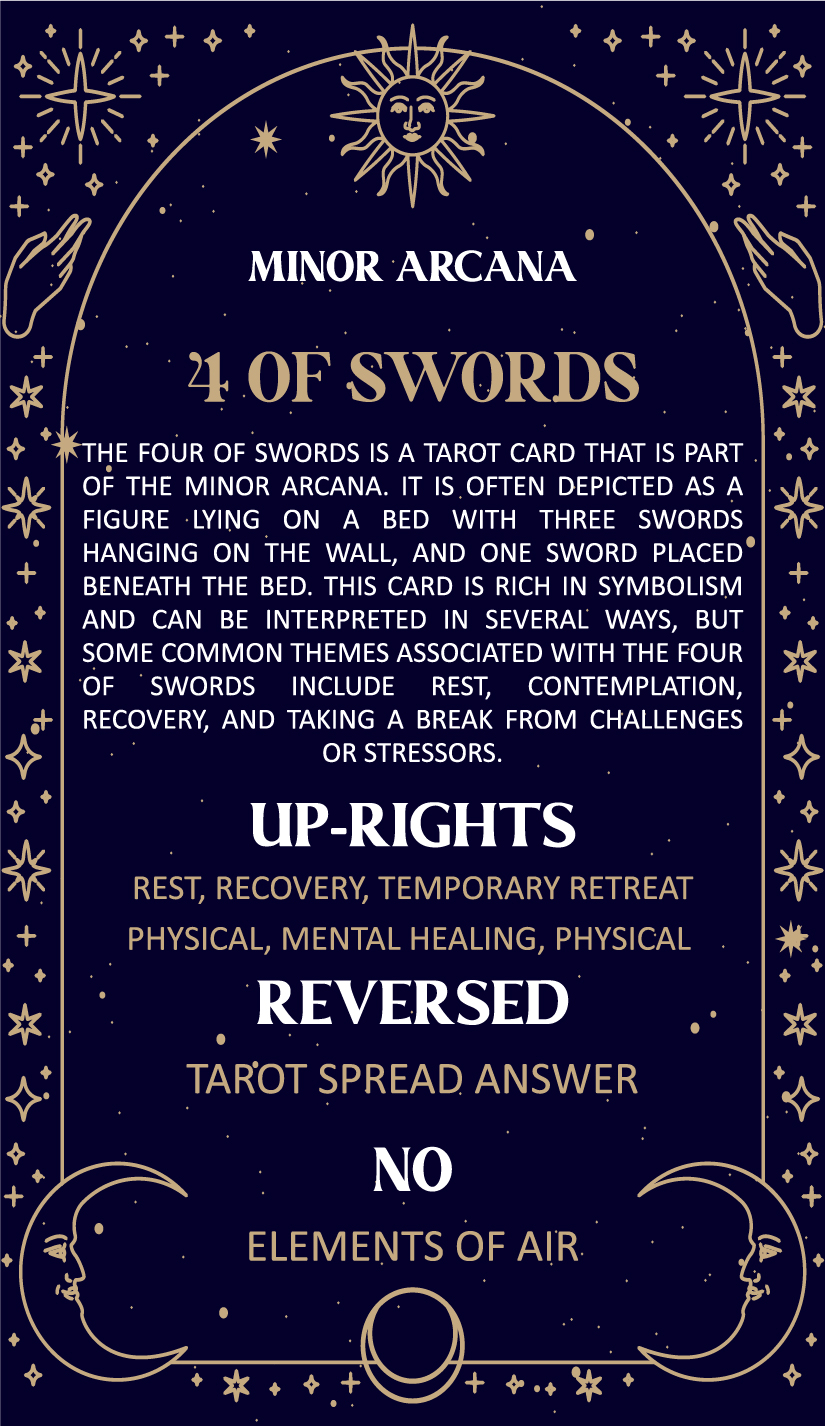 MINOR ARCANA
4 OF SWORDS
THE FOUR OF SWORDS IS A TAROT CARD THAT IS PART
OF THE MINOR ARCANA. IT IS OFTEN DEPICTED AS A
FIGURE LYING ON A BED WITH THREE SWORDS
HANGING ON THE WALL, AND ONE SWORD PLACED
BENEATH THE BED. THIS CARD IS RICH IN SYMBOLISM
AND CAN BE INTERPRETED IN SEVERAL WAYS, BUT
SOME COMMON THEMES ASSOCIATED WITH THE FOUR
OF SWORDS INCLUDE REST, CONTEMPLATION,
RECOVERY, AND TAKING A BREAK FROM CHALLENGES
OR STRESSORS.
UP-RIGHTS
REST, RECOVERY, TEMPORARY RETREAT
PHYSICAL, MENTAL HEALING, PHYSICAL
REVERSED
TAROT SPREAD ANSWER
NO
ELEMENTS OF AIR